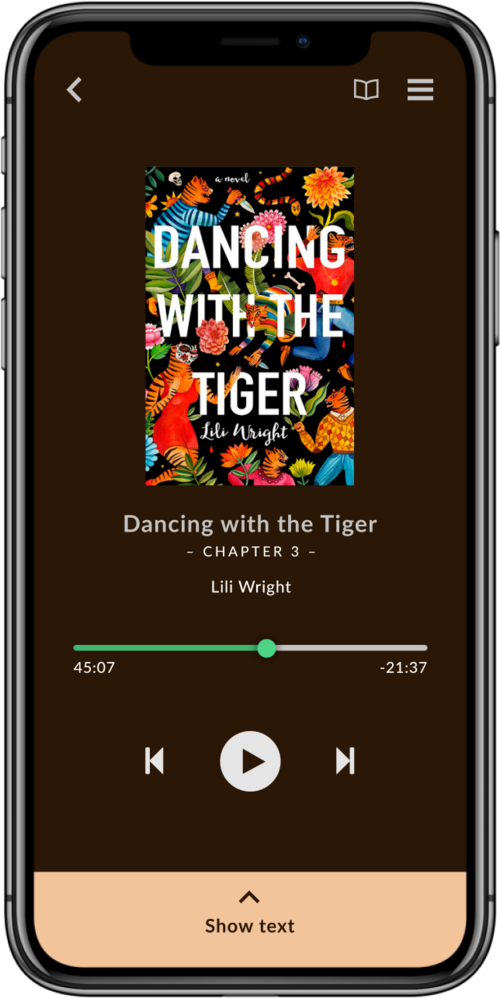 a novel
DANCING
WITH THE
TIGER
Lili Wright
Dancing with the Tiger
– CHAPTER 3 –
Lili Wright
45:07 -21:37
Show text